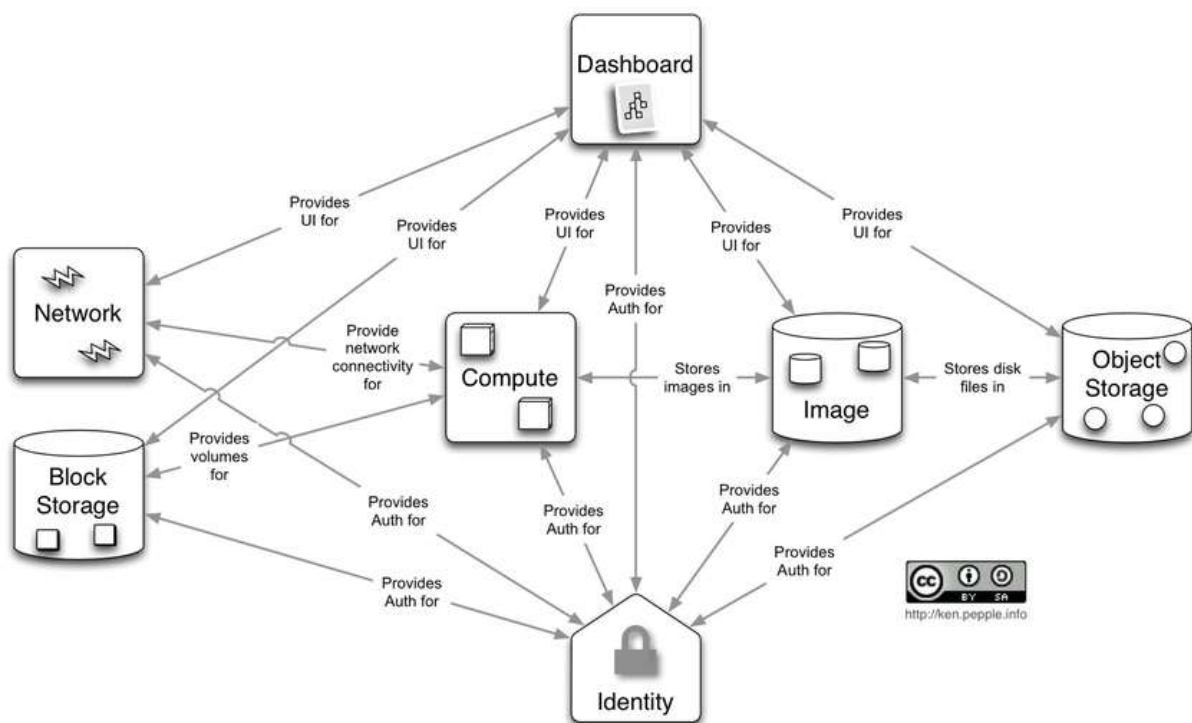 Dashboard
Provides
UI for
Provides
UI for
Provides
UI for
Provides
UI for
Provides
UI for
Network
Provides
Auth for
Provide
network
connectivity
for
Compute
Stores
images in
Image
Stores disk
files in
Object
Storage
Provides
volumes
for
Block
Storage
Provides
Auth for
Provides
Auth for
Provides
Auth for
Provides
Auth for
Provides
Auth for
cc
BY SA
http://ken.pepple.info
Identity